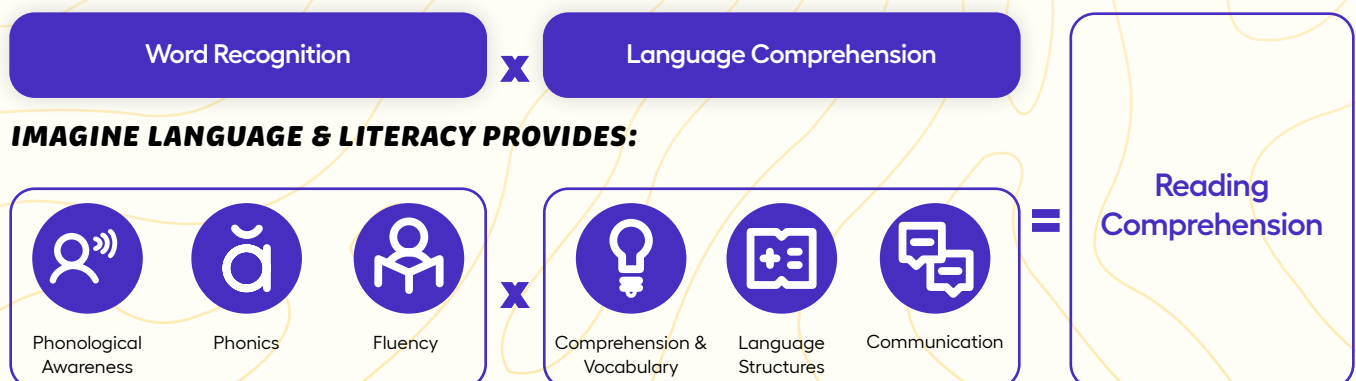 Word Recognition
x
Language Comprehension
IMAGINE LANGUAGE & LITERACY PROVIDES:
Phonological
Awareness
Phonics
Fluency
x
Comprehension &
Vocabulary
Language
Structures
Communication
=
Reading
Comprehension